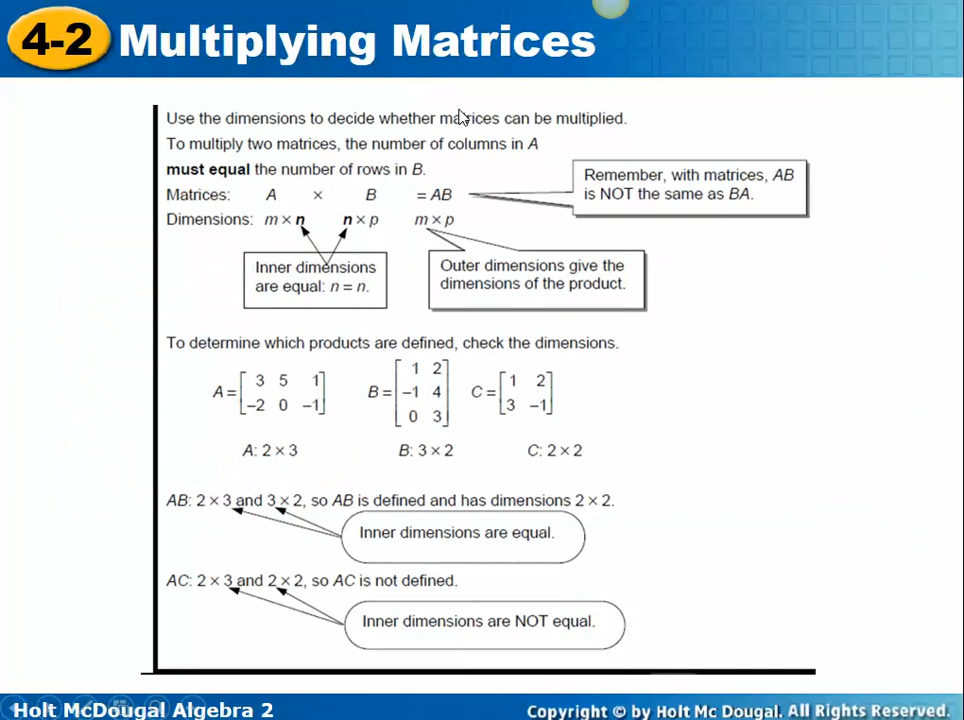 4-2 Multiplying Matrices
Use the dimensions to decide whether matrices can be multiplied.
To multiply two matrices, the number of columns in A
must equal the number of rows in B.
Matrices: A × B = AB
Remember, with matrices, AB
is NOT the same as BA.
Dimensions: m × n n × p m × p
Inner dimensions
are equal: n = n.
Outer dimensions give the
dimensions of the product.
To determine which products are defined, check the dimensions.
A = [3 5 1
-2 0 -1]
B = [1 2
-1 4
0 3]
C = [1 2
3 -1]
A: 2 × 3 B: 3 × 2 C: 2 × 2
AB: 2 × 3 and 3 × 2, so AB is defined and has dimensions 2 × 2.
Inner dimensions are equal.
AC: 2 × 3 and 2 × 2, so AC is not defined.
Inner dimensions are NOT equal.
Holt McDougal Algebra 2
Copyright © by Holt Mc Dougal. All Rights Reserved.